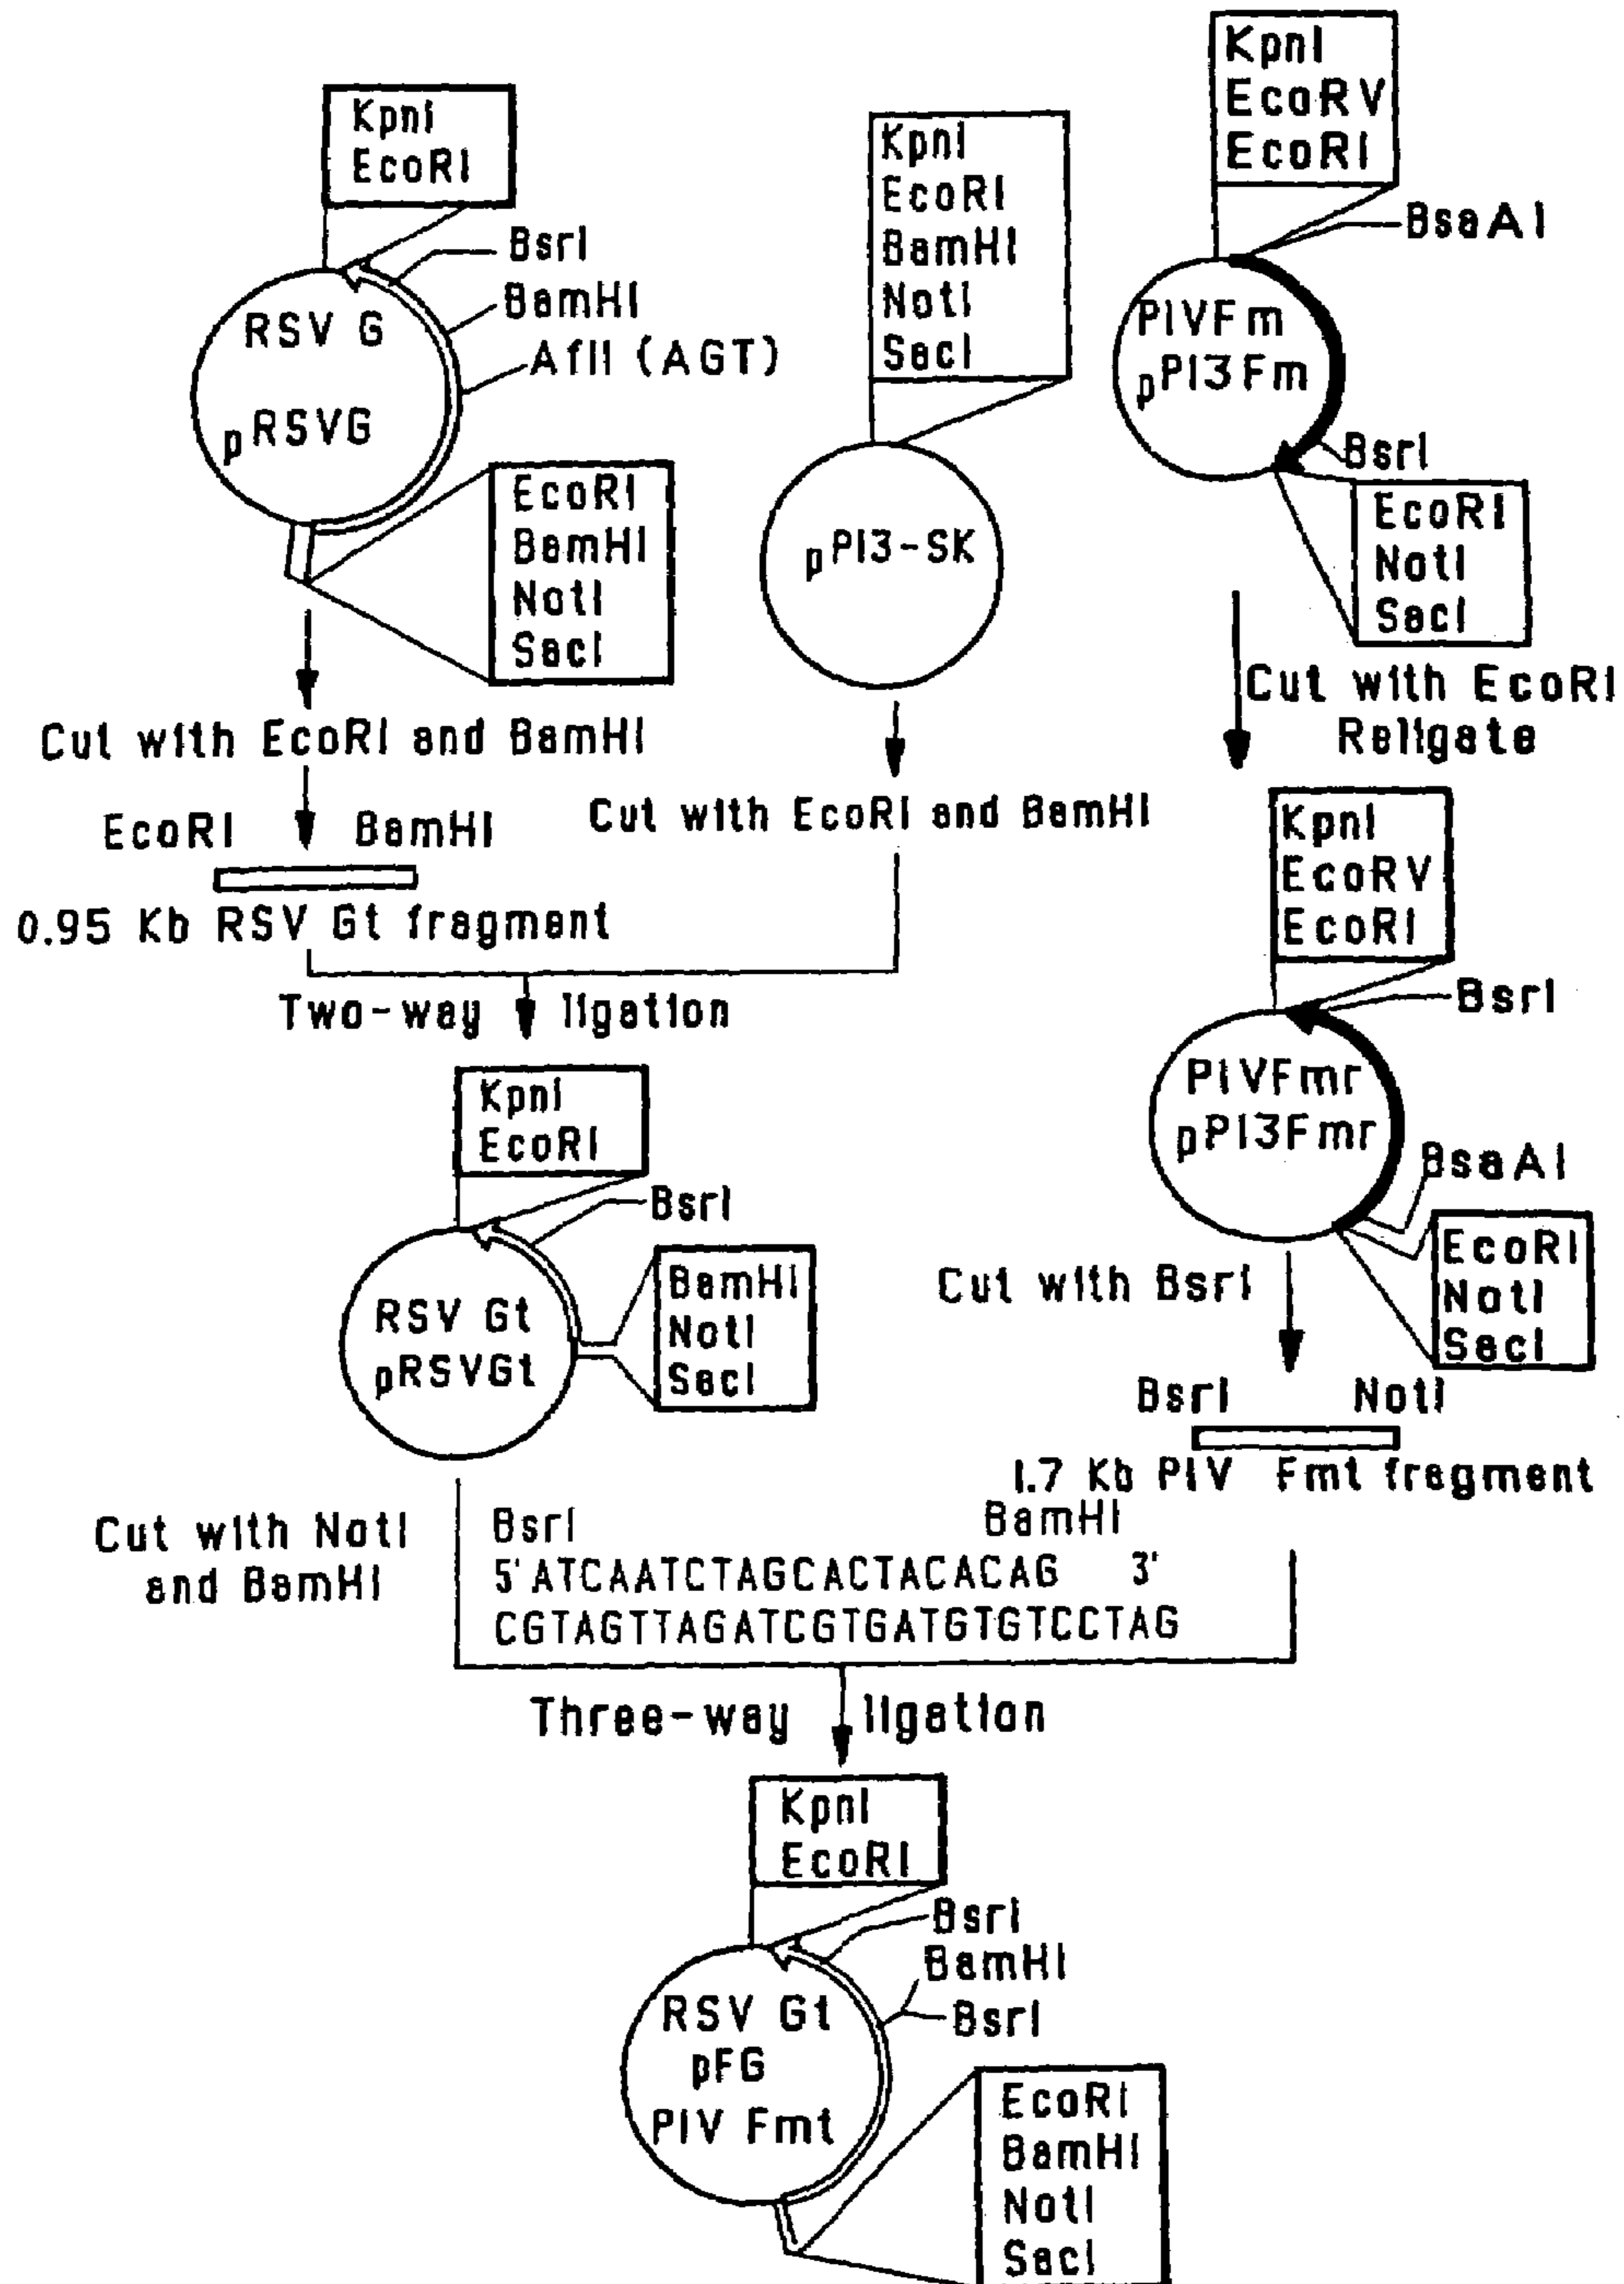 KpnI
EcoRI
BsrI
BamHI
AflII (AGT)
RSV G
pRSVG
EcoRI
BamHI
NotI
SacI
KpnI
EcoRI
BamHI
NotI
SacI
pPI3-SK
KpnI
EcoRV
EcoRI
BsaAI
PIVFm
pPI3Fm
BsrI
EcoRI
NotI
SacI
Cut with EcoRI and BamHI
EcoRI BamHI
0.95 Kb RSV Gt fragment
Cut with EcoRI and BamHI
Cut with EcoRI
Religate
Two-way ligation
KpnI
EcoRV
EcoRI
BsrI
PIVFmr
pPI3Fmr
BsaAI
EcoRI
NotI
SacI
KpnI
EcoRI
BsrI
RSV Gt
pRSVGt
BamHI
NotI
SacI
Cut with BsrI
BsrI NotI
1.7 Kb PIV Fmt fragment
Cut with NotI
and BamHI
BsrI BamHI
5'ATCAATCTAGCACTACACAG 3'
CGTAGTTAGATCGTGATGTGTCCTAG
Three-way ligation
KpnI
EcoRI
BsrI
BamHI
BsrI
RSV Gt
pFG
PIV Fmt
EcoRI
BamHI
NotI
SacI